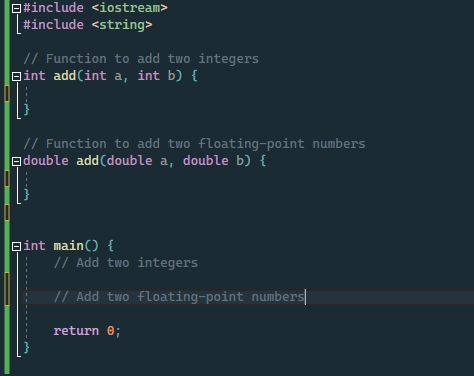 #include <iostream>
#include <string>
// Function to add two integers
int add(int a, int b) {
}
// Function to add two floating-point numbers
double add(double a, double b) {
}
int main() {
// Add two integers
// Add two floating-point numbers
return 0;
}